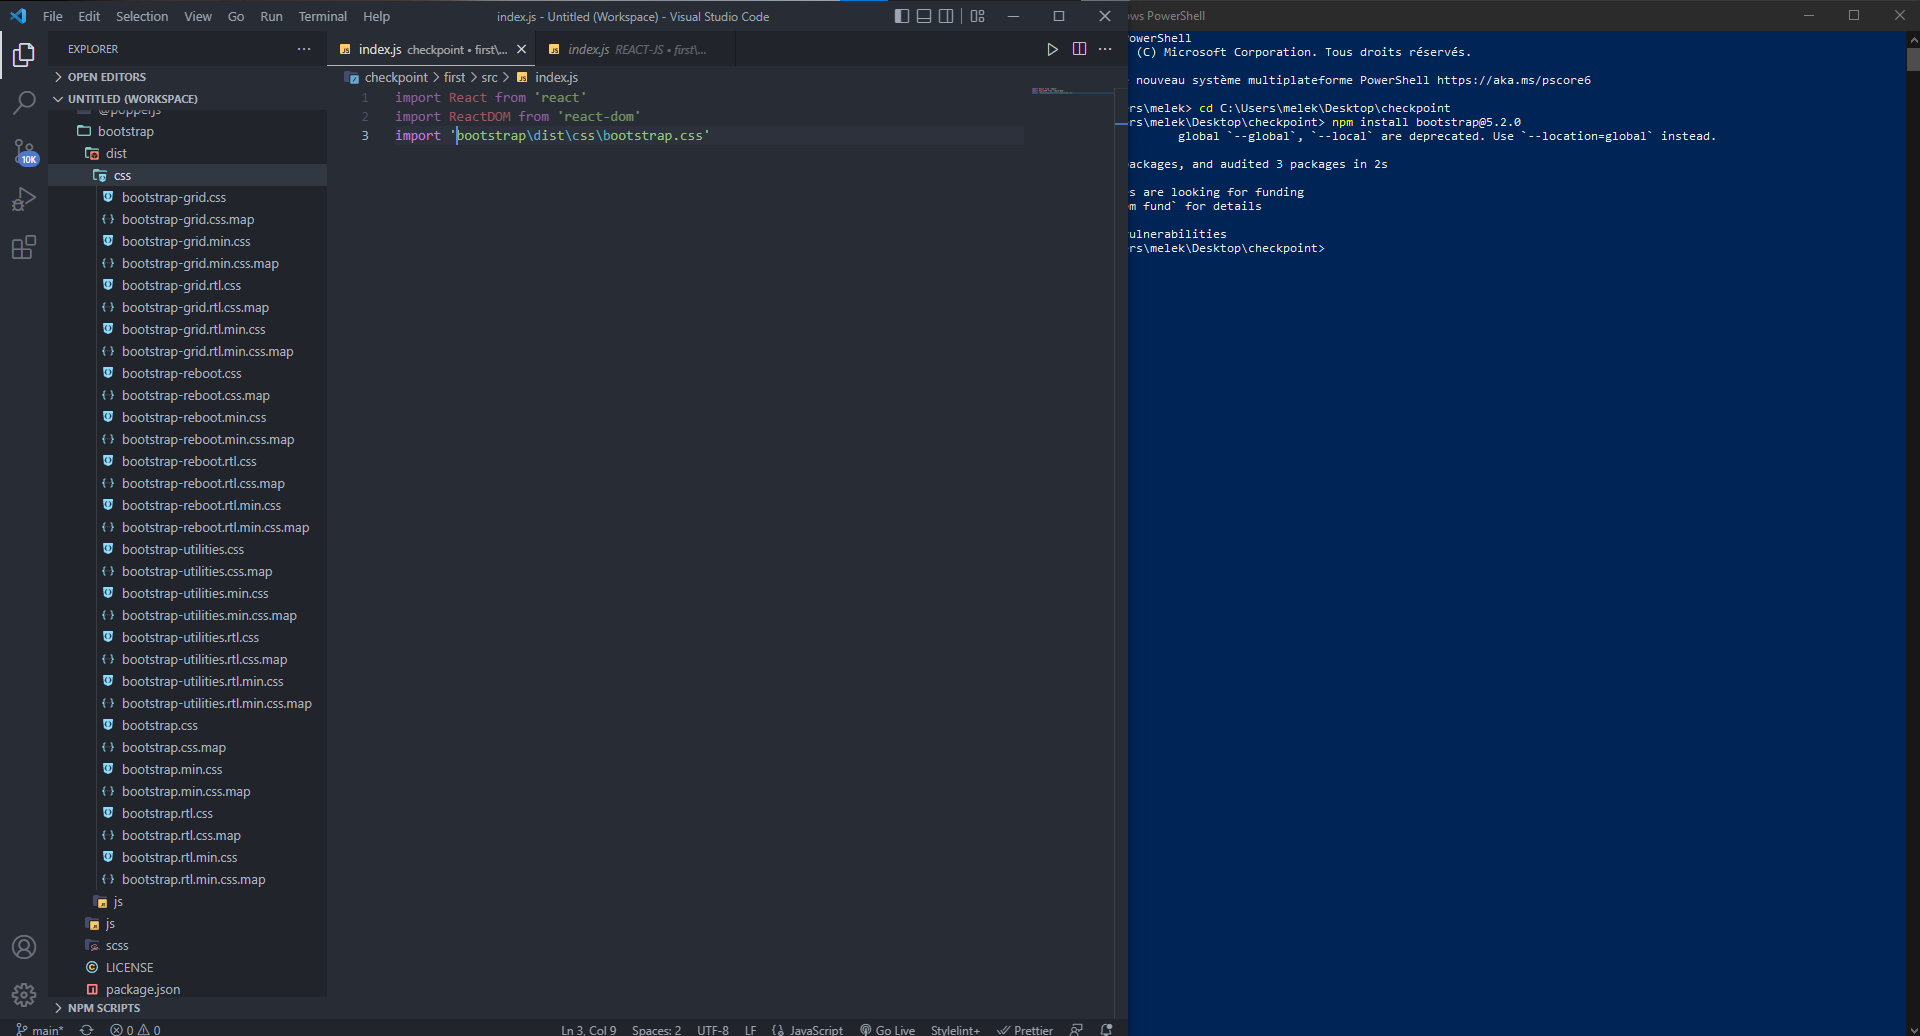 File Edit Selection View Go Run Terminal Help
index.js - Untitled (Workspace) - Visual Studio Code
EXPLORER
OPEN EDITORS
UNTITLED (WORKSPACE)
@popperjs
bootstrap
dist
css
bootstrap-grid.css
bootstrap-grid.css.map
bootstrap-grid.min.css
bootstrap-grid.min.css.map
bootstrap-grid.rtl.css
bootstrap-grid.rtl.css.map
bootstrap-grid.rtl.min.css
bootstrap-grid.rtl.min.css.map
bootstrap-reboot.css
bootstrap-reboot.css.map
bootstrap-reboot.min.css
bootstrap-reboot.min.css.map
bootstrap-reboot.rtl.css
bootstrap-reboot.rtl.css.map
bootstrap-reboot.rtl.min.css
bootstrap-reboot.rtl.min.css.map
bootstrap-utilities.css
bootstrap-utilities.css.map
bootstrap-utilities.min.css
bootstrap-utilities.min.css.map
bootstrap-utilities.rtl.css
bootstrap-utilities.rtl.css.map
bootstrap-utilities.rtl.min.css
bootstrap-utilities.rtl.min.css.map
bootstrap.css
bootstrap.css.map
bootstrap.min.css
bootstrap.min.css.map
bootstrap.rtl.css
bootstrap.rtl.css.map
bootstrap.rtl.min.css
bootstrap.rtl.min.css.map
js
js
scss
LICENSE
package.json
NPM SCRIPTS
10K
index.js checkpoint • first\...
index.js REACT-JS • first\...
checkpoint > first > src > index.js
1 import React from 'react'
2 import ReactDOM from 'react-dom'
3 import 'bootstrap\dist\css\bootstrap.css'
main* 0 0
Ln 3, Col 9 Spaces: 2 UTF-8 LF JavaScript Go Live Stylelint+ Prettier
ows PowerShell
owerShell
(C) Microsoft Corporation. Tous droits réservés.
nouveau système multiplateforme PowerShell https://aka.ms/pscore6
rs\melek> cd C:\Users\melek\Desktop\checkpoint
rs\melek\Desktop\checkpoint> npm install bootstrap@5.2.0
global `--global`, `--local` are deprecated. Use `--location=global` instead.
ackages, and audited 3 packages in 2s
s are looking for funding
m fund` for details
ulnerabilities
rs\melek\Desktop\checkpoint>